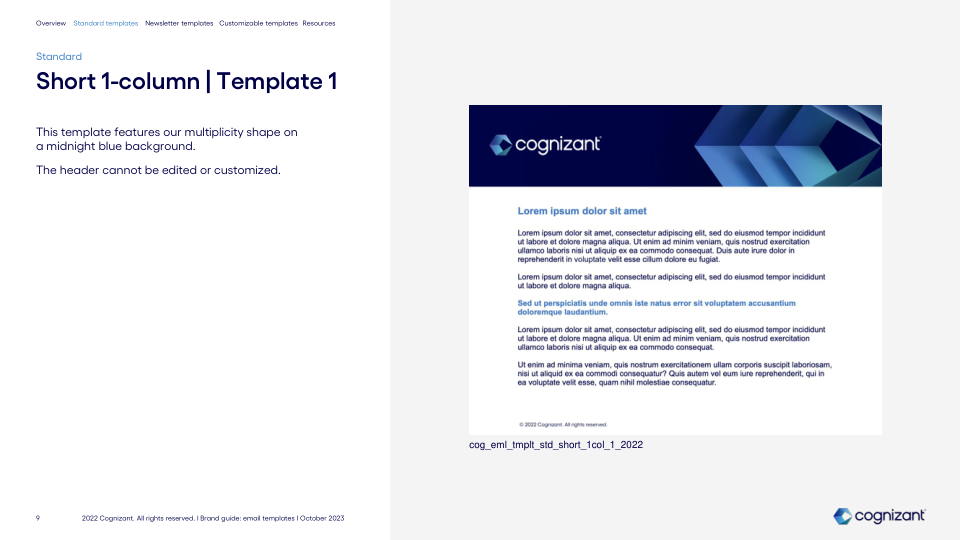 Overview Standard templates Newsletter templates Customizable templates Resources
Standard
Short 1-column | Template 1
This template features our multiplicity shape on
a midnight blue background.
The header cannot be edited or customized.
cognizant
Lorem ipsum dolor sit amet
Lorem ipsum dolor sit amet, consectetur adipiscing elit, sed do eiusmod tempor incididunt
ut labore et dolore magna aliqua. Ut enim ad minim veniam, quis nostrud exercitation
ullamco laboris nisi ut aliquip ex ea commodo consequat. Duis aute irure dolor in
reprehenderit in voluptate velit esse cillum dolore eu fugiat.
Lorem ipsum dolor sit amet, consectetur adipiscing elit, sed do eiusmod tempor incididunt
ut labore et dolore magna aliqua.
Sed ut perspiciatis unde omnis iste natus error sit voluptatem accusantium
doloremque laudantium.
Lorem ipsum dolor sit amet, consectetur adipiscing elit, sed do eiusmod tempor incididunt
ut labore et dolore magna aliqua. Ut enim ad minim veniam, quis nostrud exercitation
ullamco laboris nisi ut aliquip ex ea commodo consequat.
Ut enim ad minima veniam, quis nostrum exercitationem ullam corporis suscipit laboriosam,
nisi ut aliquid ex ea commodi consequatur? Quis autem vel eum iure reprehenderit, qui in
ea voluptate velit esse, quam nihil molestiae consequatur.
© 2022 Cognizant. All rights reserved.
cog_eml_tmplt_std_short_1col_1_2022
9 2022 Cognizant. All rights reserved. | Brand guide: email templates | October 2023
cognizant